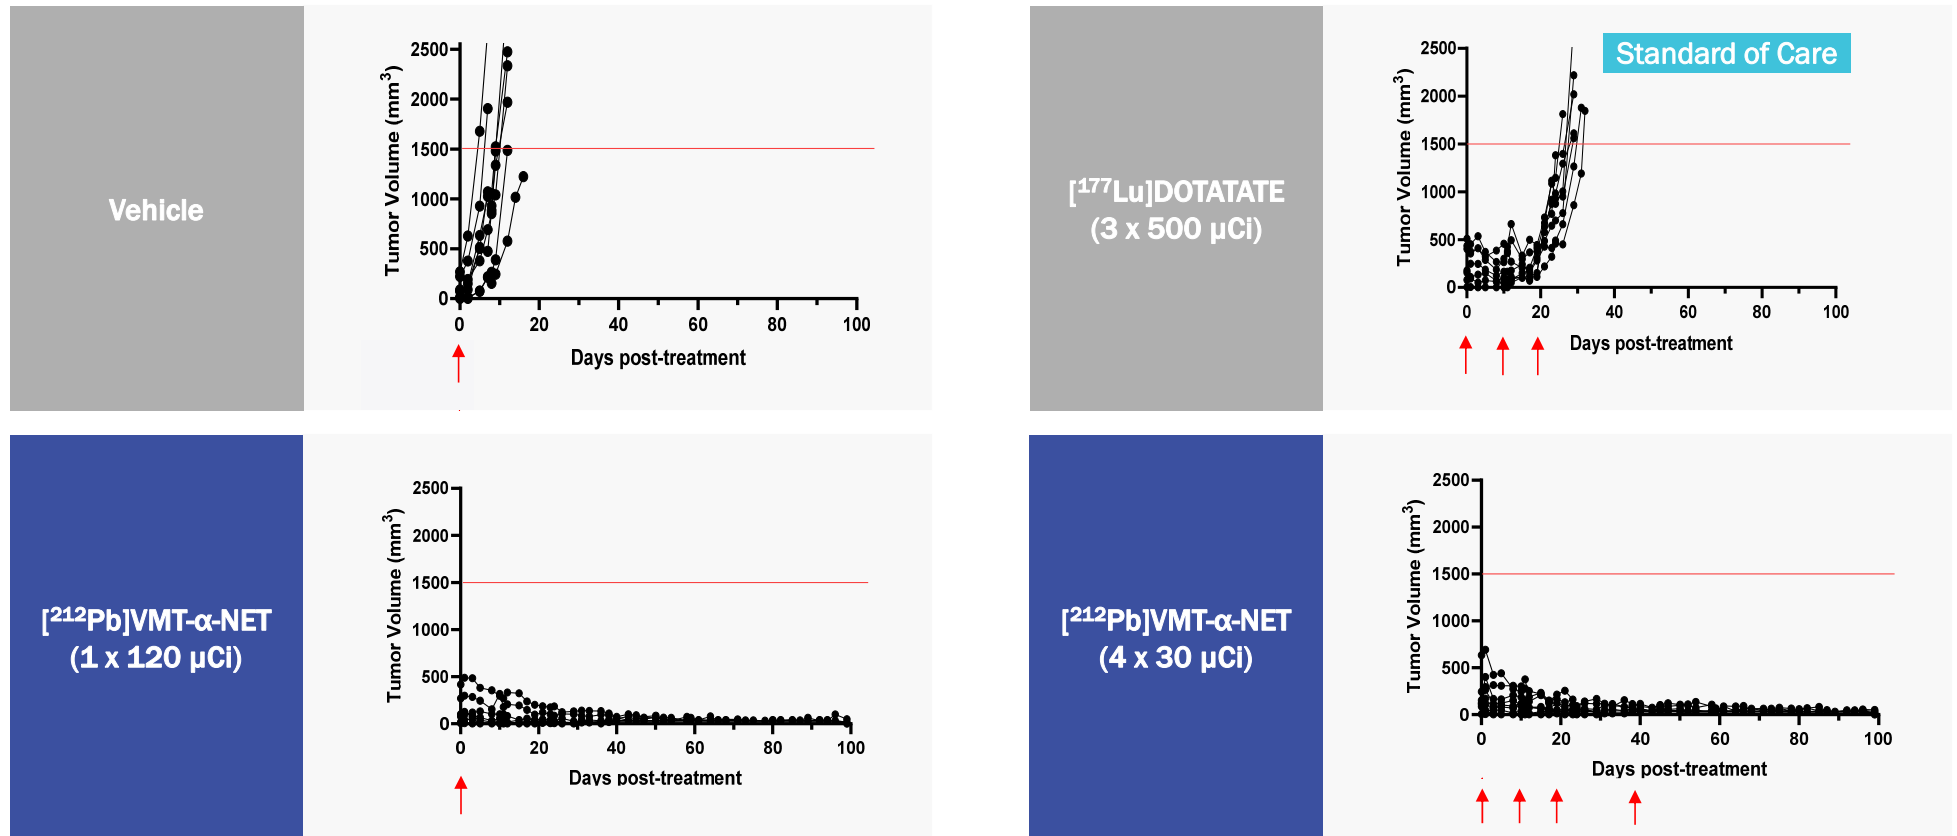 Vehicle
2500
2000
1500
1000
500
0
Tumor Volume (mm³)
0 20 40 60 80 100
Days post-treatment
[¹⁷⁷Lu]DOTATATE
(3 x 500 µCi)
Standard of Care
2500
2000
1500
1000
500
0
Tumor Volume (mm³)
0 20 40 60 80 100
Days post-treatment
[²¹²Pb]VMT-α-NET
(1 x 120 µCi)
2500
2000
1500
1000
500
0
Tumor Volume (mm³)
0 20 40 60 80 100
Days post-treatment
[²¹²Pb]VMT-α-NET
(4 x 30 µCi)
2500
2000
1500
1000
500
0
Tumor Volume (mm³)
0 20 40 60 80 100
Days post-treatment